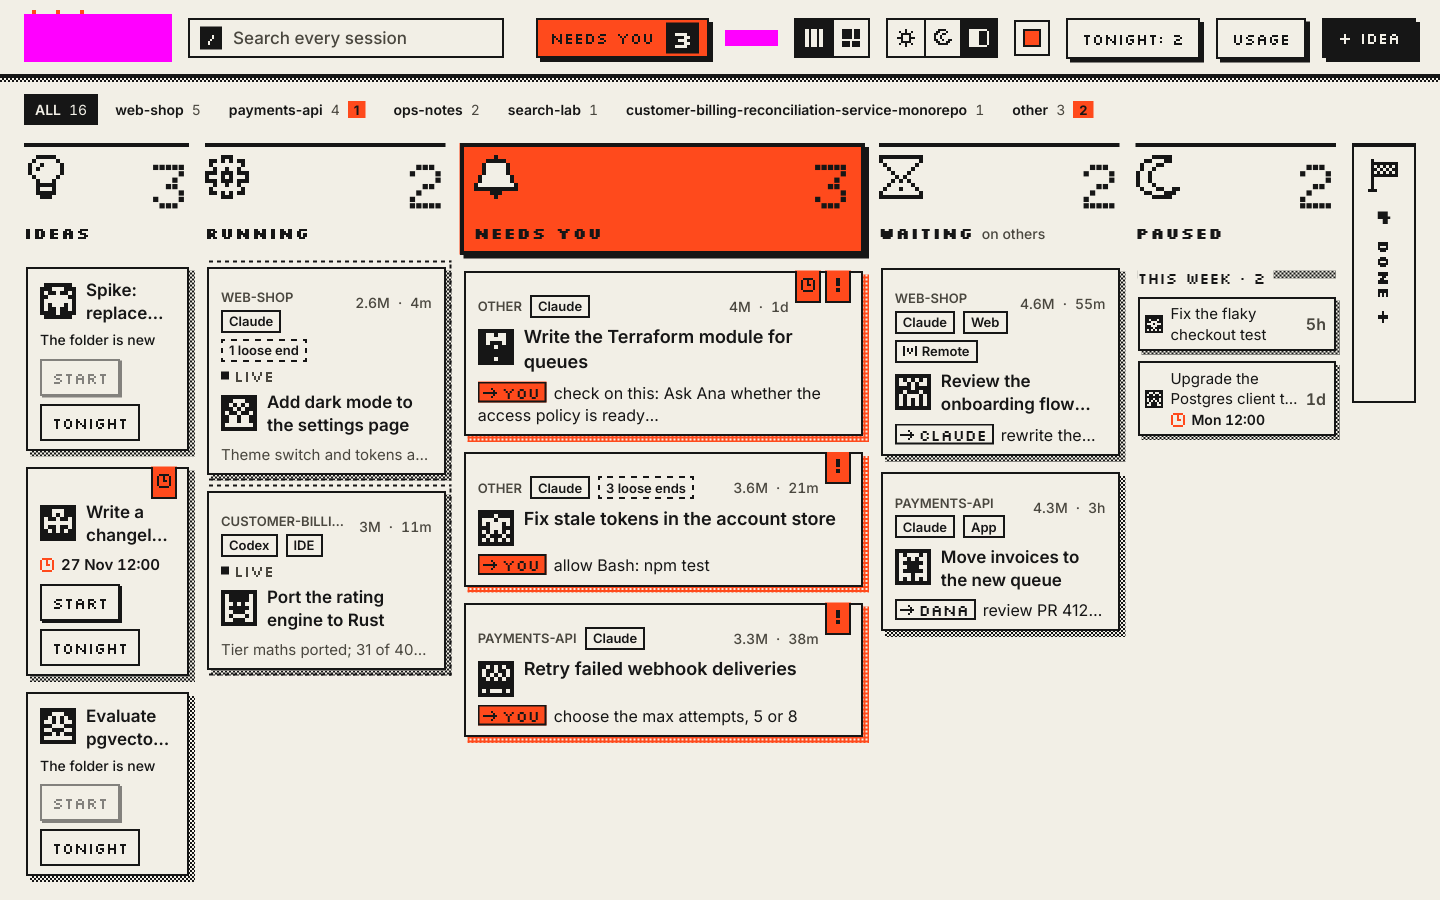 / Search every session
NEEDS YOU 3
TONIGHT: 2
USAGE
+ IDEA
ALL 16
web-shop 5
payments-api 4 1
ops-notes 2
search-lab 1
customer-billing-reconciliation-service-monorepo 1
other 3 2
3
IDEAS
Spike:
replace...
The folder is new
START
TONIGHT
Write a
changel...
27 Nov 12:00
START
TONIGHT
Evaluate
pgvecto...
The folder is new
START
TONIGHT
2
RUNNING
WEB-SHOP
2.6M · 4m
Claude
1 loose end
LIVE
Add dark mode to
the settings page
Theme switch and tokens a...
CUSTOMER-BILLI...
3M · 11m
Codex IDE
LIVE
Port the rating
engine to Rust
Tier maths ported; 31 of 40...
3
NEEDS YOU
OTHER Claude 4M · 1d !
Write the Terraform module for
queues
→ YOU check on this: Ask Ana whether the
access policy is ready...
OTHER Claude 3 loose ends 3.6M · 21m !
Fix stale tokens in the account store
→ YOU allow Bash: npm test
PAYMENTS-API Claude 3.3M · 38m !
Retry failed webhook deliveries
→ YOU choose the max attempts, 5 or 8
2
WAITING on others
WEB-SHOP
4.6M · 55m
Claude Web
Remote
Review the
onboarding flow...
→ CLAUDE rewrite the...
PAYMENTS-API
4.3M · 3h
Claude App
Move invoices to
the new queue
→ DANA review PR 412...
2
PAUSED
THIS WEEK · 2
Fix the flaky
checkout test
5h
Upgrade the
Postgres client t...
1d
Mon 12:00
4 DONE +